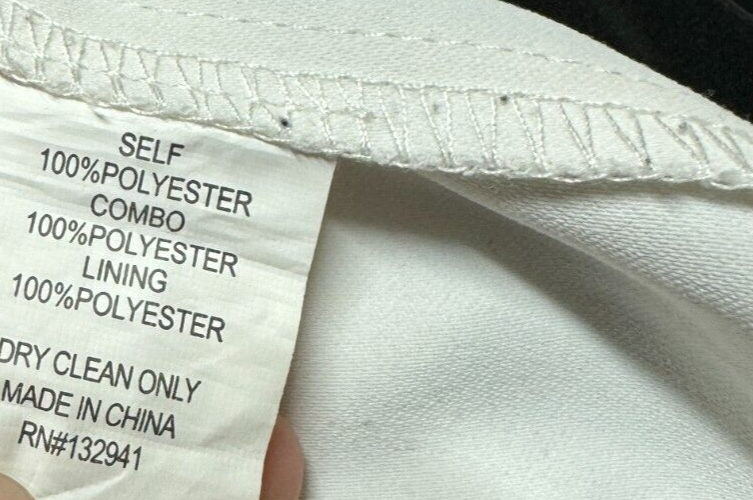 SELF
100%POLYESTER
COMBO
100%POLYESTER
LINING
100%POLYESTER
DRY CLEAN ONLY
MADE IN CHINA
RN#132941